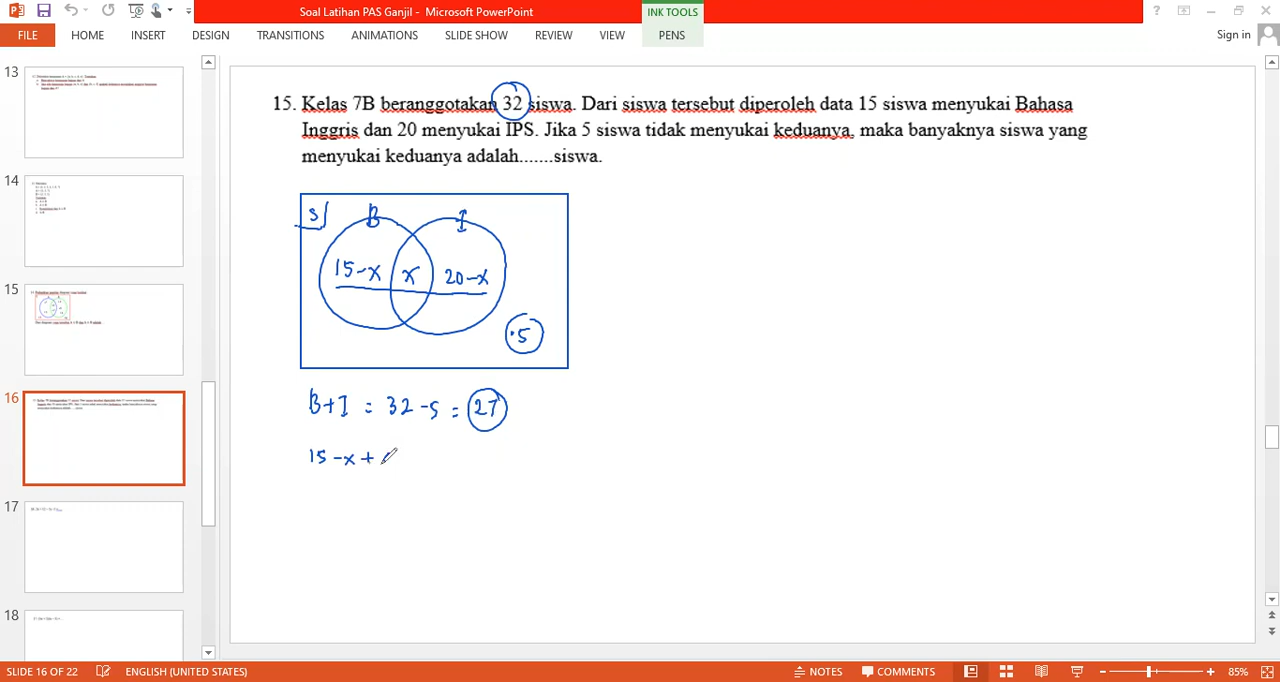 Soal Latihan PAS Ganjil - Microsoft PowerPoint
INK TOOLS
FILE HOME INSERT DESIGN TRANSITIONS ANIMATIONS SLIDE SHOW REVIEW VIEW PENS
Sign in
13
14
15
16
17
18
15. Kelas 7B beranggotakan 32 siswa. Dari siswa tersebut diperoleh data 15 siswa menyukai Bahasa
Inggris dan 20 menyukai IPS. Jika 5 siswa tidak menyukai keduanya, maka banyaknya siswa yang
menyukai keduanya adalah.......siswa.
S B I
15-x x 20-x
.5
B+I = 32-5 = 27
15-x+
SLIDE 16 OF 22 ENGLISH (UNITED STATES) NOTES COMMENTS 85%